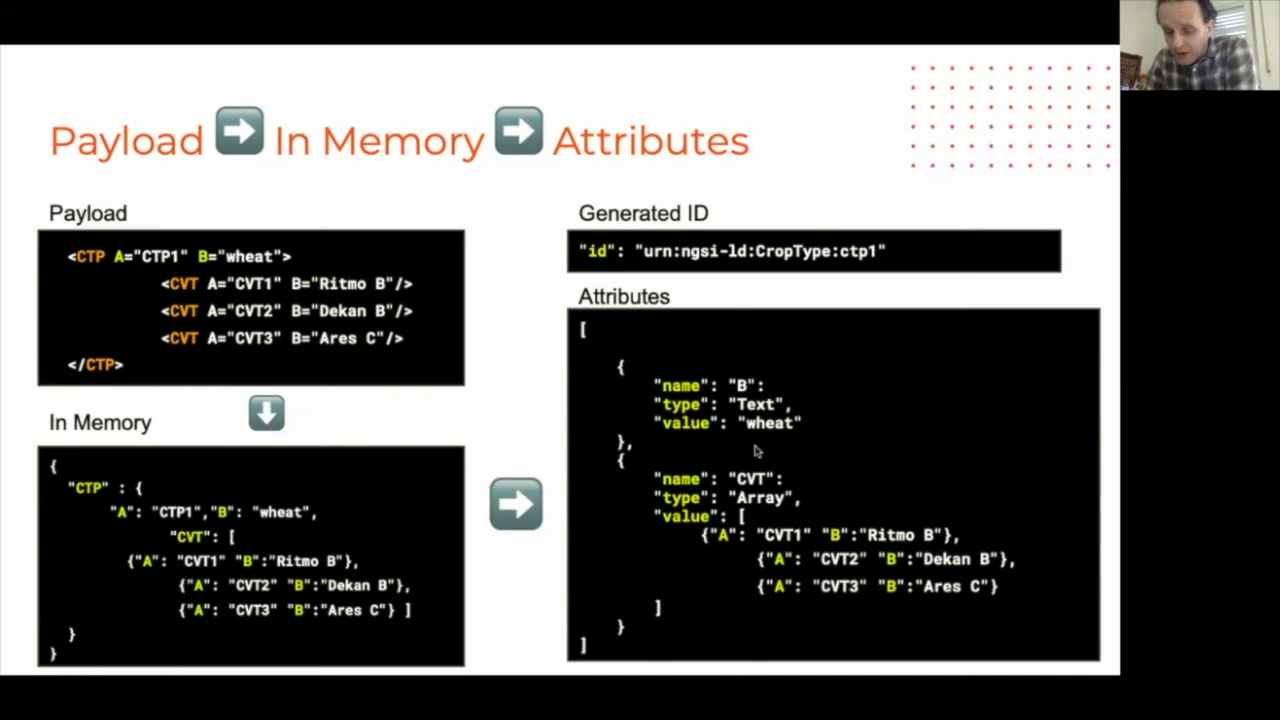 Payload ➡ In Memory ➡ Attributes
Payload
<CTP A="CTP1" B="wheat">
<CVT A="CVT1" B="Ritmo B"/>
<CVT A="CVT2" B="Dekan B"/>
<CVT A="CVT3" B="Ares C"/>
</CTP>
In Memory
{
"CTP" : {
"A": "CTP1","B": "wheat",
"CVT": [
{"A": "CVT1" "B":"Ritmo B"},
{"A": "CVT2" "B":"Dekan B"},
{"A": "CVT3" "B":"Ares C"} ]
}
}
Generated ID
"id": "urn:ngsi-ld:CropType:ctp1"
Attributes
[
{
"name": "B":
"type": "Text",
"value": "wheat"
},
{
"name": "CVT":
"type": "Array",
"value": [
{"A": "CVT1" "B":"Ritmo B"},
{"A": "CVT2" "B":"Dekan B"},
{"A": "CVT3" "B":"Ares C"}
]
}
]